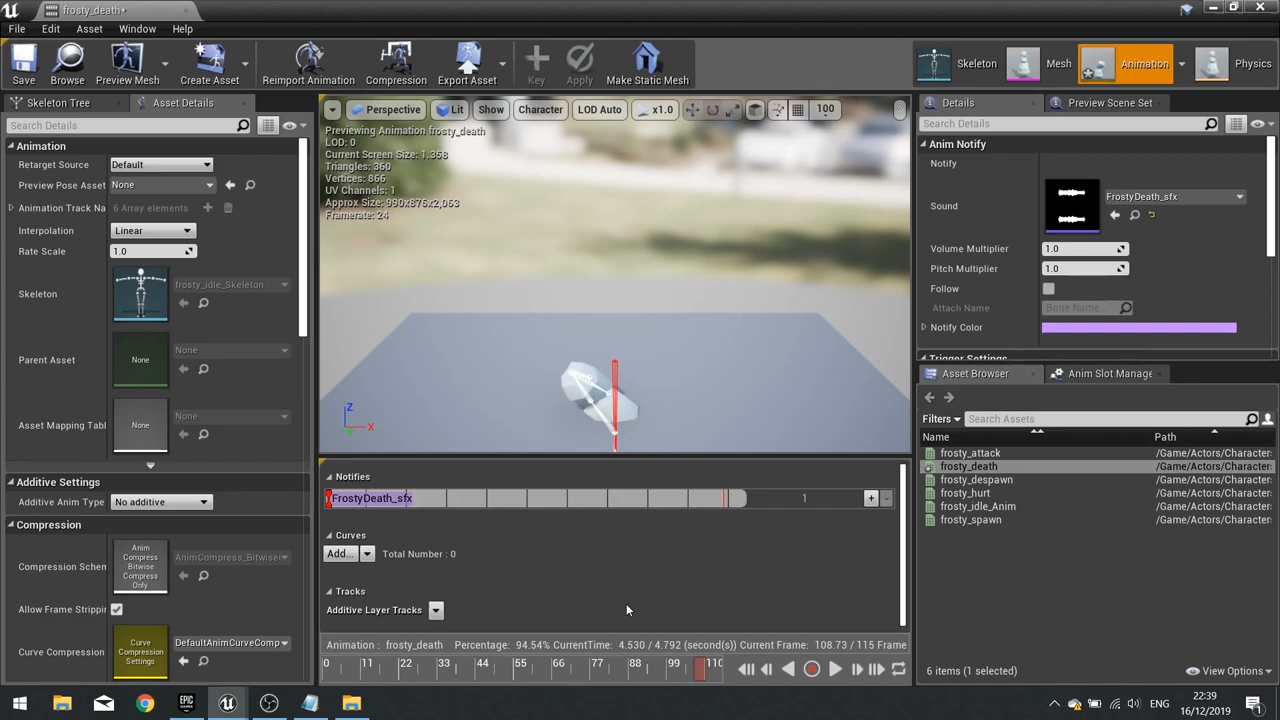 frosty_death*
File Edit Asset Window Help
Save Browse Preview Mesh Create Asset Reimport Animation Compression Export Asset Key Apply Make Static Mesh Skeleton Mesh Animation Physics
Skeleton Tree Asset Details
Search Details
Animation
Retarget Source Default
Preview Pose Asset None
Animation Track Na 6 Array elements
Interpolation Linear
Rate Scale 1.0
Skeleton frosty_idle_Skeleton
Parent Asset None None
Asset Mapping Tabl None None
Additive Settings
Additive Anim Type No additive
Compression
Compression Schem Anim Compress Bitwise Compress Only AnimCompress_Bitwise
Allow Frame Strippi
Curve Compression Curve Compression Settings DefaultAnimCurveComp
Perspective Lit Show Character LOD Auto x1.0 100
Previewing Animation frosty_death
LOD: 0
Current Screen Size: 1.358
Triangles: 360
Vertices: 866
UV Channels: 1
Approx Size: 990x876x2,063
Framerate: 24
Z
X
Notifies
FrostyDeath_sfx 1 +
Curves
Add... Total Number : 0
Tracks
Additive Layer Tracks
Animation : frosty_death Percentage: 94.54% CurrentTime: 4.530 / 4.792 (second(s)) Current Frame: 108.73 / 115 Frame
0 11 22 33 44 55 66 77 88 99 110
Details Preview Scene Set
Search Details
Anim Notify
Notify
Sound FrostyDeath_sfx
Volume Multiplier 1.0
Pitch Multiplier 1.0
Follow
Attach Name Bone Name...
Notify Color
Trigger Settings
Asset Browser Anim Slot Manage
Filters Search Assets
Name Path
frosty_attack /Game/Actors/Character
frosty_death /Game/Actors/Character
frosty_despawn /Game/Actors/Character
frosty_hurt /Game/Actors/Character
frosty_idle_Anim /Game/Actors/Character
frosty_spawn /Game/Actors/Character
6 items (1 selected) View Options
ENG
22:39
16/12/2019
1